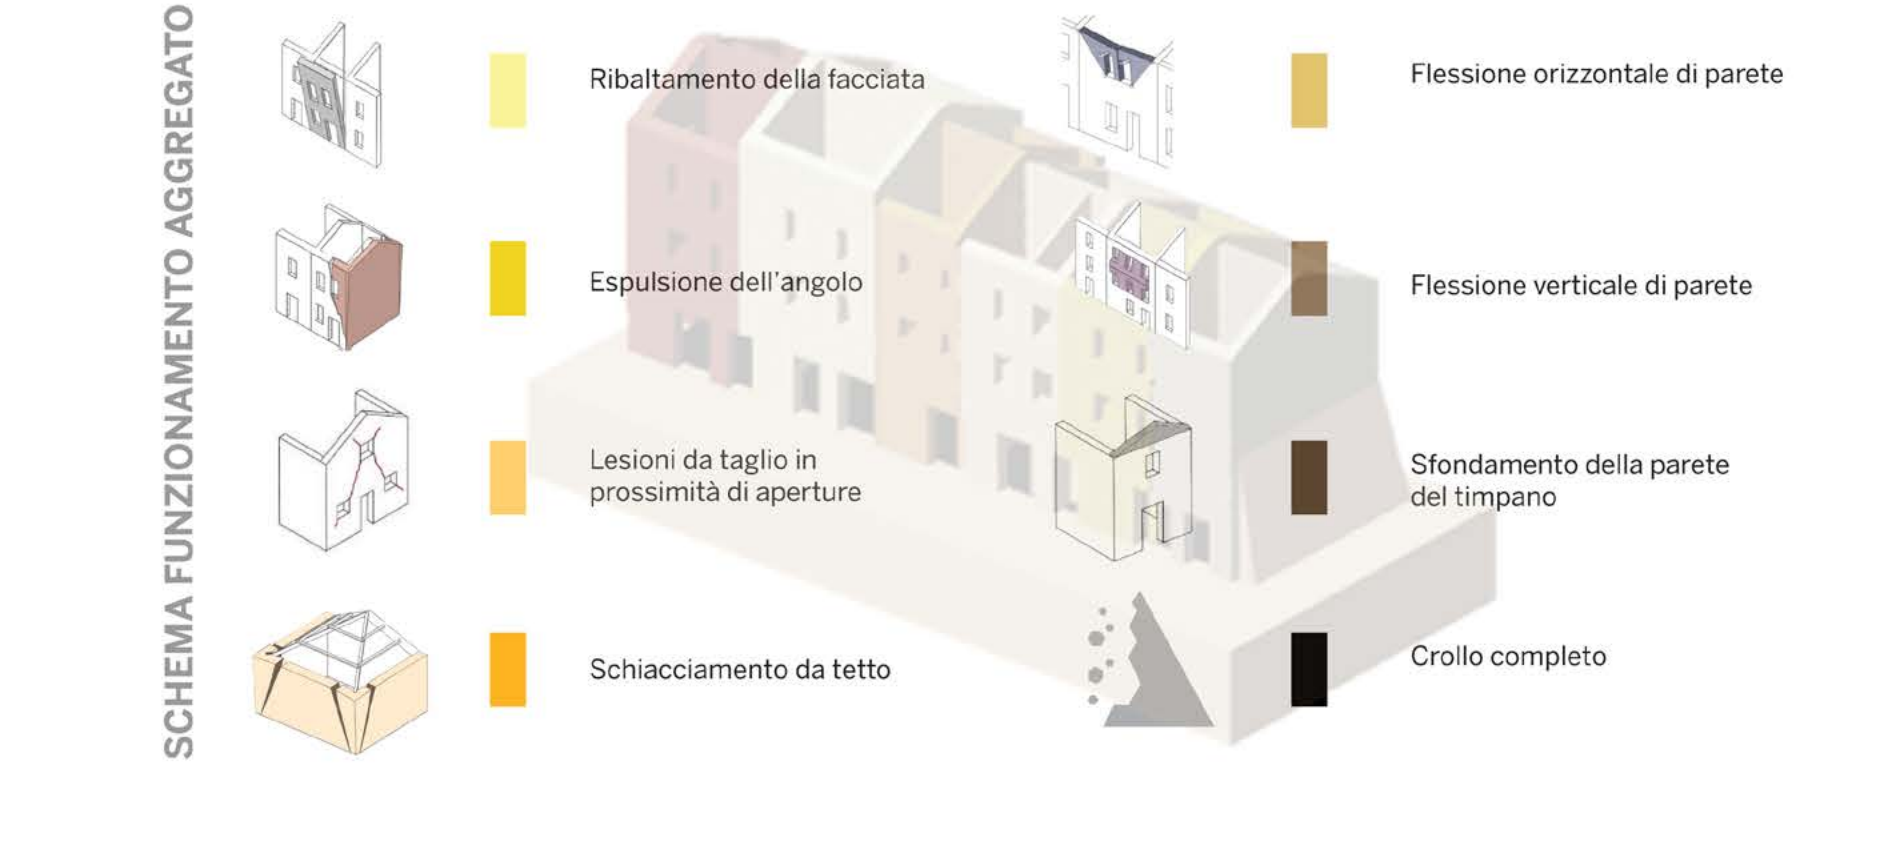 SCHEMA FUNZIONAMENTO AGGREGATO
Ribaltamento della facciata
Espulsione dell'angolo
Lesioni da taglio in
prossimità di aperture
Schiacciamento da tetto
Flessione orizzontale di parete
Flessione verticale di parete
Sfondamento della parete
del timpano
Crollo completo